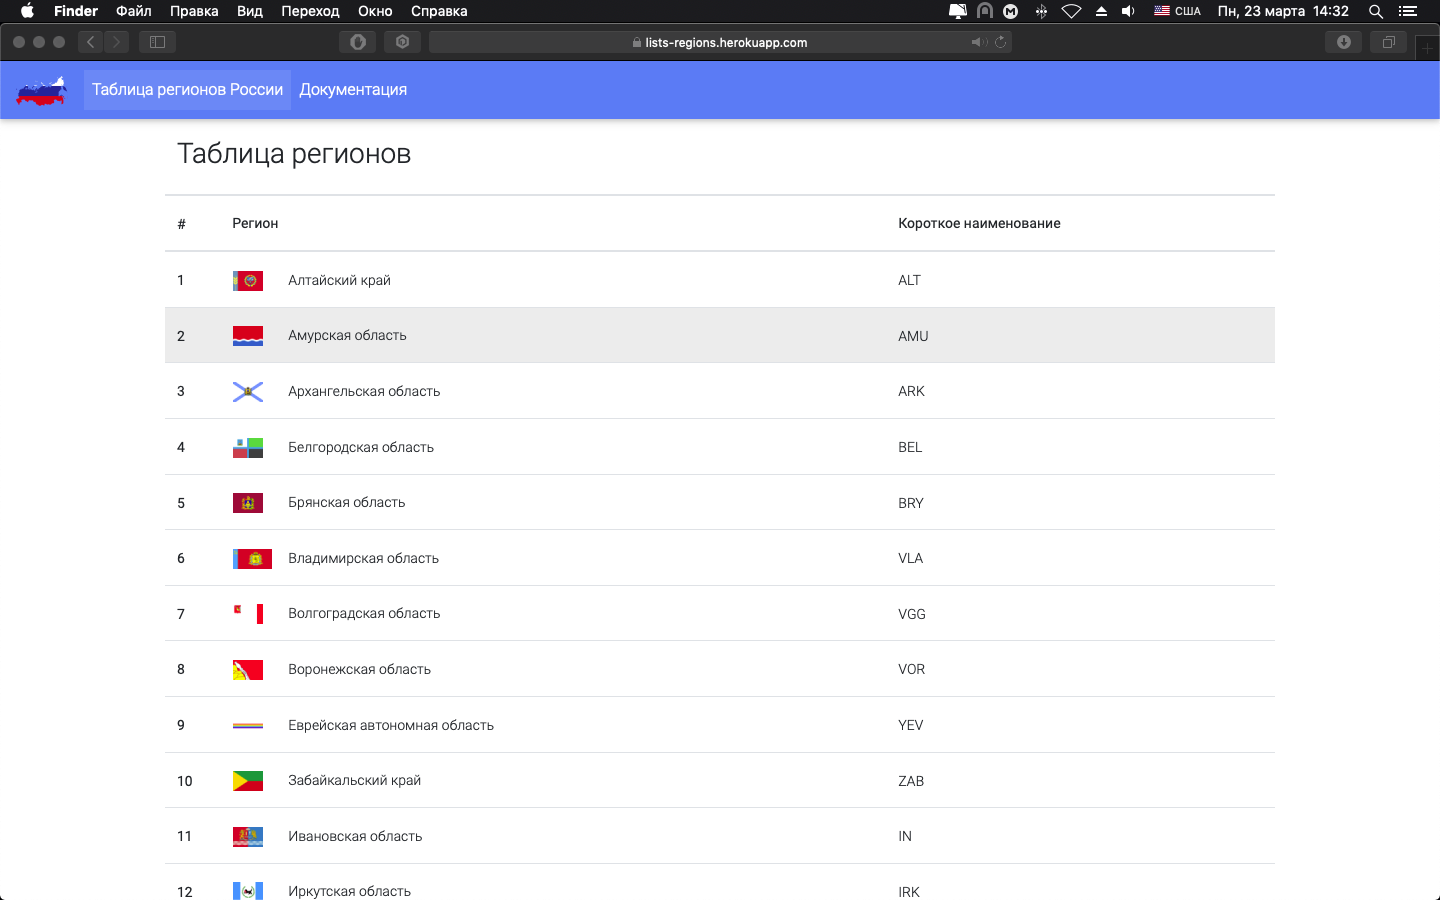 Finder Файл Правка Вид Переход Окно Справка США Пн, 23 марта 14:32
lists-regions.herokuapp.com
Таблица регионов России Документация
Таблица регионов
# Регион Короткое наименование
1 Алтайский край ALT
2 Амурская область AMU
3 Архангельская область ARK
4 Белгородская область BEL
5 Брянская область BRY
6 Владимирская область VLA
7 Волгоградская область VGG
8 Воронежская область VOR
9 Еврейская автономная область YEV
10 Забайкальский край ZAB
11 Ивановская область IN
12 Иркутская область IRK